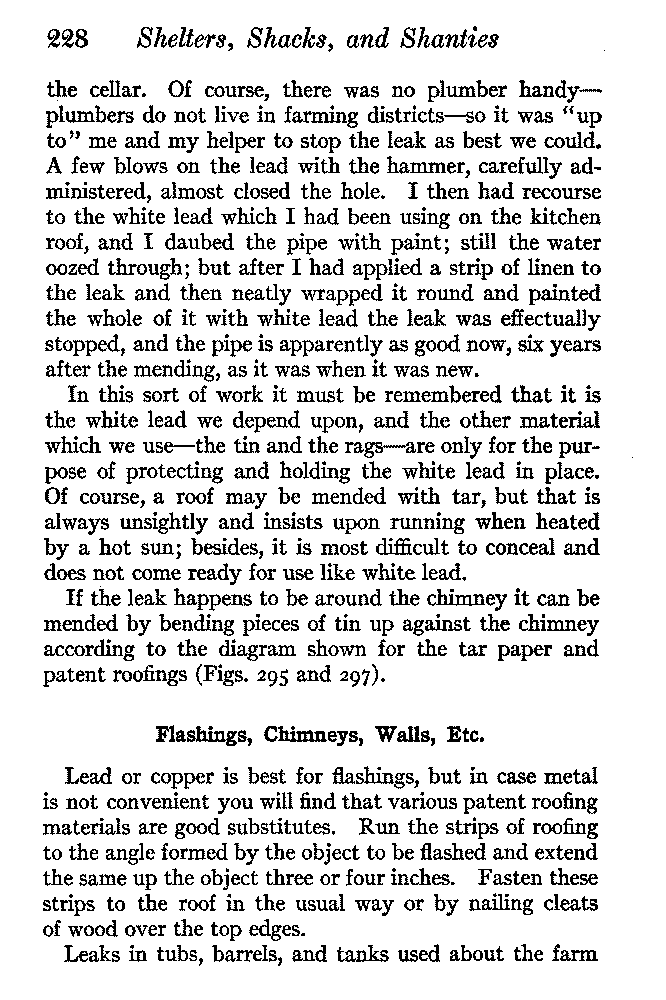 228 Shelters, Shacks, and Shanties
the cellar. Of course, there was no plumber handy—
plumbers do not live in farming districts—so it was "up
to" me and my helper to stop the leak as best we could.
A few blows on the lead with the hammer, carefully ad-
ministered, almost closed the hole. I then had recourse
to the white lead which I had been using on the kitchen
roof, and I daubed the pipe with paint; still the water
oozed through; but after I had applied a strip of linen to
the leak and then neatly wrapped it round and painted
the whole of it with white lead the leak was effectually
stopped, and the pipe is apparently as good now, six years
after the mending, as it was when it was new.
In this sort of work it must be remembered that it is
the white lead we depend upon, and the other material
which we use—the tin and the rags—are only for the pur-
pose of protecting and holding the white lead in place.
Of course, a roof may be mended with tar, but that is
always unsightly and insists upon running when heated
by a hot sun; besides, it is most difficult to conceal and
does not come ready for use like white lead.
If the leak happens to be around the chimney it can be
mended by bending pieces of tin up against the chimney
according to the diagram shown for the tar paper and
patent roofings (Figs. 295 and 297).
Flashings, Chimneys, Walls, Etc.
Lead or copper is best for flashings, but in case metal
is not convenient you will find that various patent roofing
materials are good substitutes. Run the strips of roofing
to the angle formed by the object to be flashed and extend
the same up the object three or four inches. Fasten these
strips to the roof in the usual way or by nailing cleats
of wood over the top edges.
Leaks in tubs, barrels, and tanks used about the farm